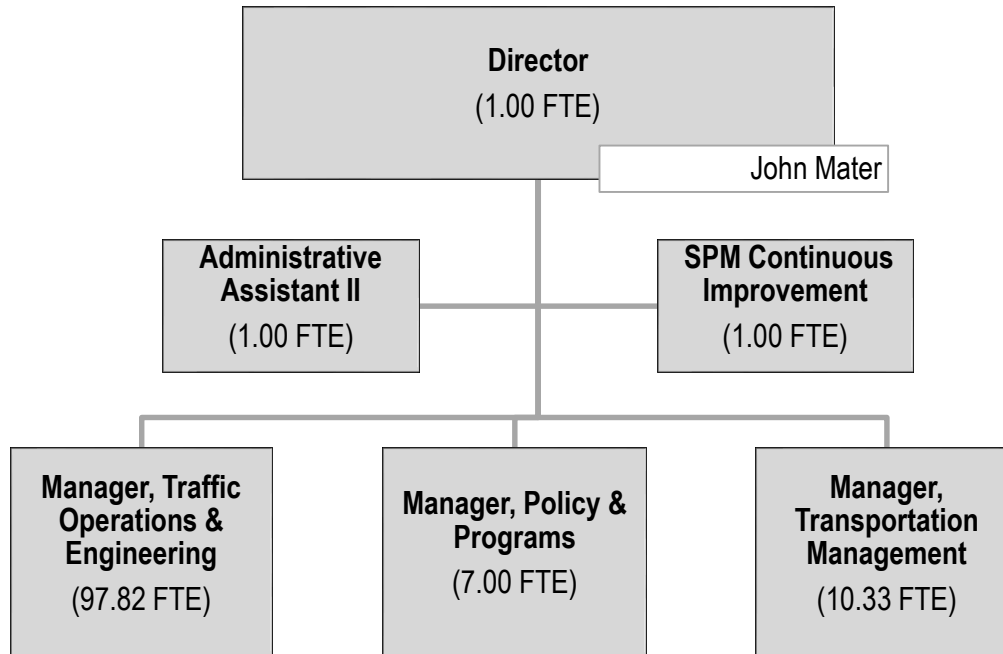 Director
(1.00 FTE)
John Mater
Administrative
Assistant II
(1.00 FTE)
SPM Continuous
Improvement
(1.00 FTE)
Manager, Traffic
Operations &
Engineering
(97.82 FTE)
Manager, Policy &
Programs
(7.00 FTE)
Manager,
Transportation
Management
(10.33 FTE)